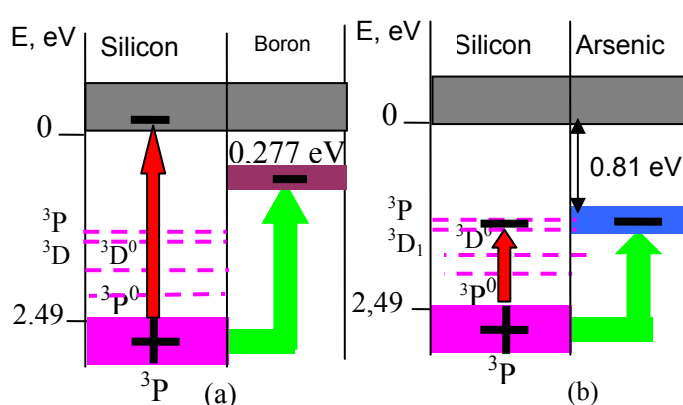 E, eV Silicon Boron
0
0.277 eV
³P
³D ³D⁰
³P⁰
2.49
³P (a)
E, eV Silicon Arsenic
0
0.81 eV
³P
³D₁ ³D⁰
³P⁰
2,49
³P (b)